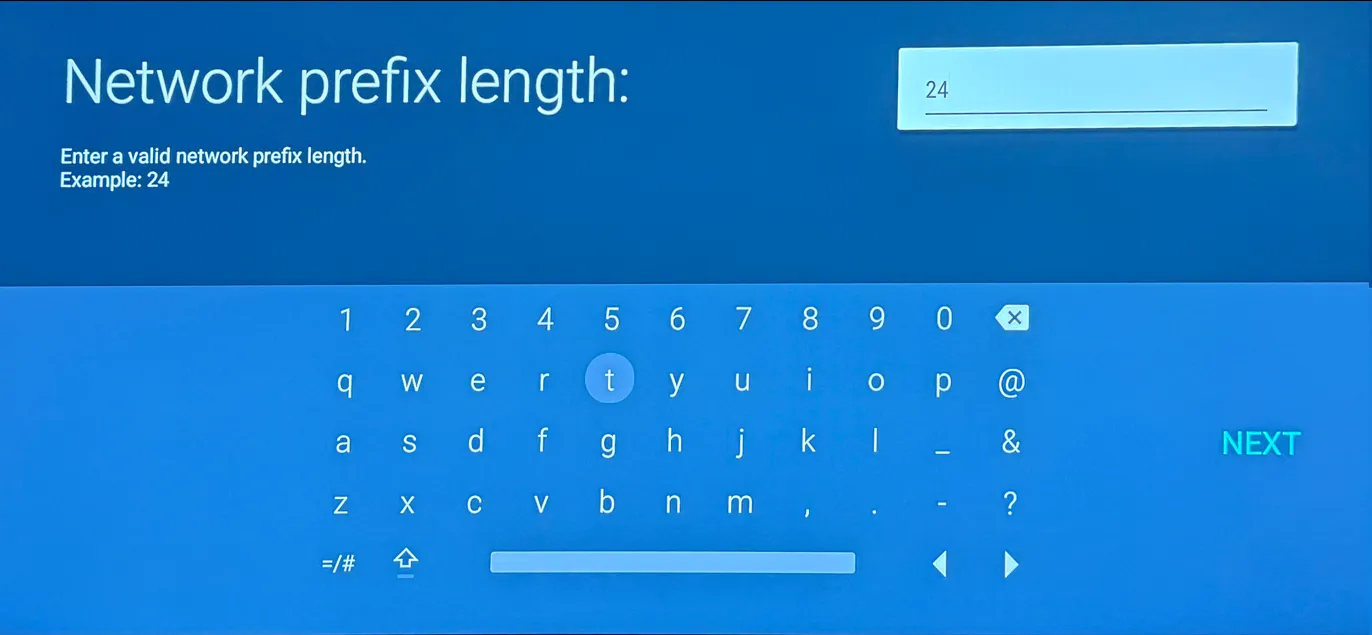 Network prefix length:
24
Enter a valid network prefix length.
Example: 24
1 2 3 4 5 6 7 8 9 0
q w e r t y u i o p @
a s d f g h j k l _ &
NEXT
z x c v b n m , . - ?
=/#